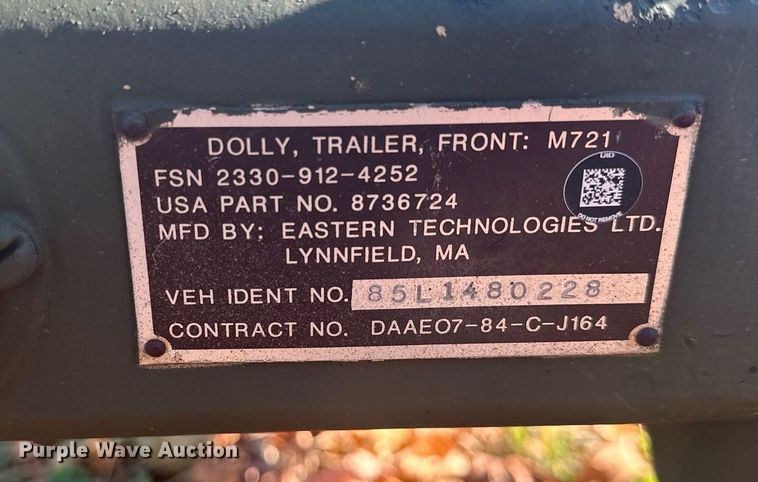 DOLLY, TRAILER, FRONT: M721
UID
FSN 2330-912-4252
DO NOT REMOVE
USA PART NO. 8736724
MFD BY: EASTERN TECHNOLOGIES LTD.
LYNNFIELD, MA
VEH IDENT NO. 85L1480228
CONTRACT NO. DAAE07-84-C-J164
Purple Wave Auction